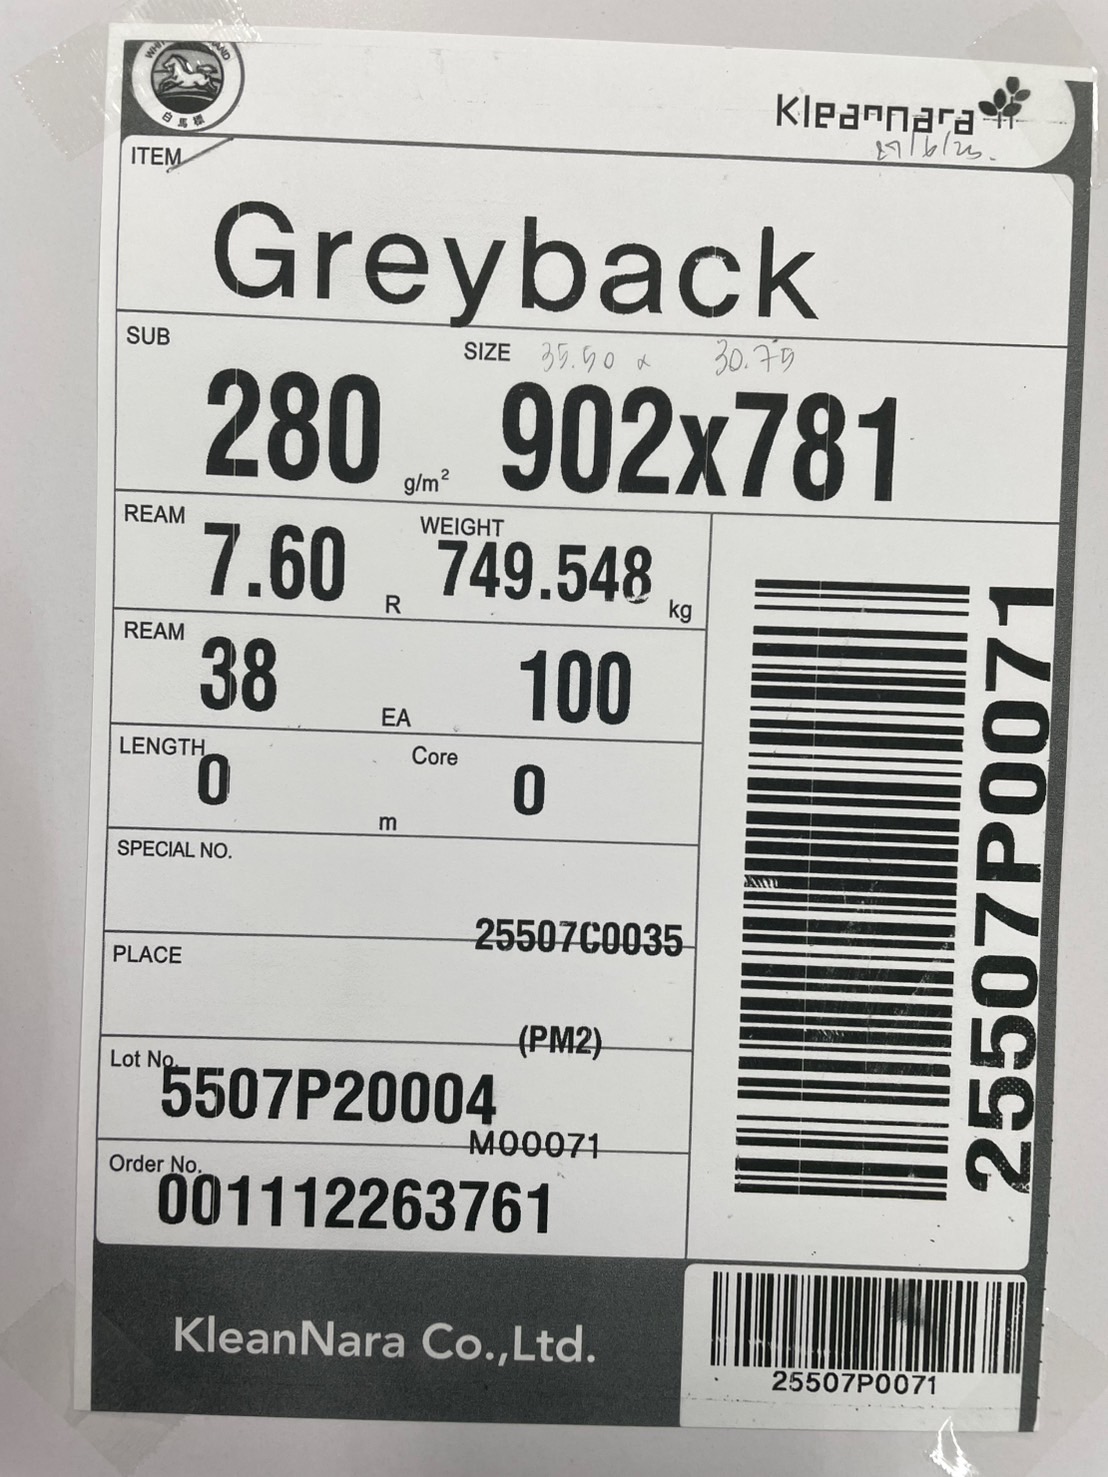 白馬標
Kleannara
27/6/25.
ITEM
Greyback
SUB
SIZE 35.50 x 30.75
280 g/m² 902x781
REAM 7.60 R
WEIGHT 749.548 kg
REAM 38 EA 100
LENGTH 0 m
Core 0
SPECIAL NO.
25507C0035
PLACE
(PM2)
Lot No.
5507P20004
M00071
Order No.
001112263761
25507P0071
KleanNara Co.,Ltd.
25507P0071